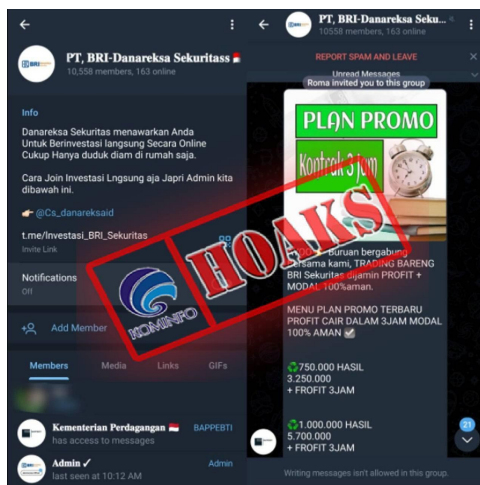 PT, BRI-Danareksa Sekuritass
10,558 members, 163 online
Info
Danareksa Sekuritas menawarkan Anda
Untuk Berinvestasi langsung Secara Online
Cukup Hanya duduk diam di rumah saja.
Cara Join Investasi Lngsung aja Japri Admin kita
dibawah ini.
@Cs_danareksaid
t.me/Investasi_BRI_Sekuritas
Invite Link
Notifications
Off
Add Member
Members Media Links GIFs
Kementerian Perdagangan BAPPEBTI
has access to messages
Admin ✓ Admin
last seen at 10:12 AM
PT, BRI-Danareksa Seku...
10558 members, 163 online
REPORT SPAM AND LEAVE
Unread Messages
Roma invited you to this group
PLAN PROMO
Kontrak 3 jam
Buruan bergabung
bersama kami, TRADING BARENG
BRI Sekuritas dijamin PROFIT +
MODAL 100%aman.
MENU PLAN PROMO TERBARU
PROFIT CAIR DALAM 3JAM MODAL
100% AMAN ✅
♻750.000 HASIL
3.250.000
+ FROFIT 3JAM
♻1.000.000 HASIL
5.700.000
+ FROFIT 3JAM
21
Writing messages isn't allowed in this group.
KOMINFO
HOAKS